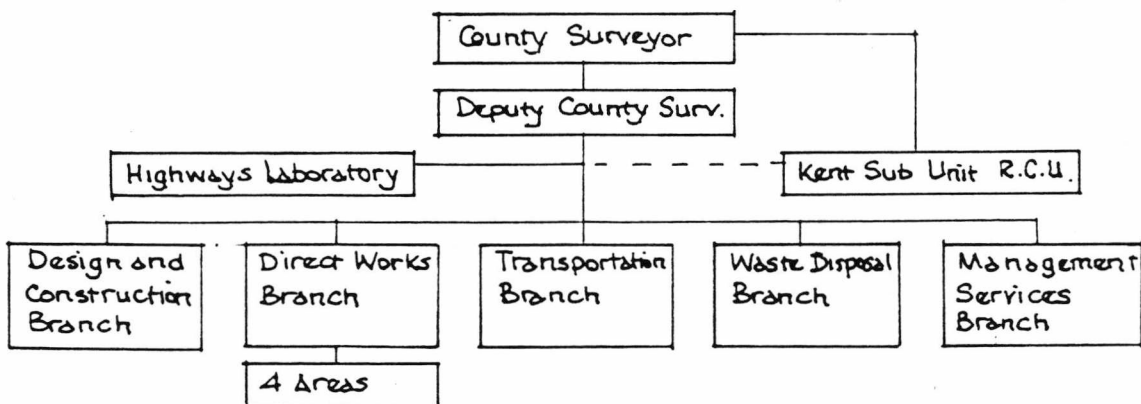 County Surveyor
Deputy County Surv.
Highways Laboratory
Kent Sub Unit R.C.U.
Design and
Construction
Branch
Direct Works
Branch
Transportation
Branch
Waste Disposal
Branch
Management
Services
Branch
4 Areas